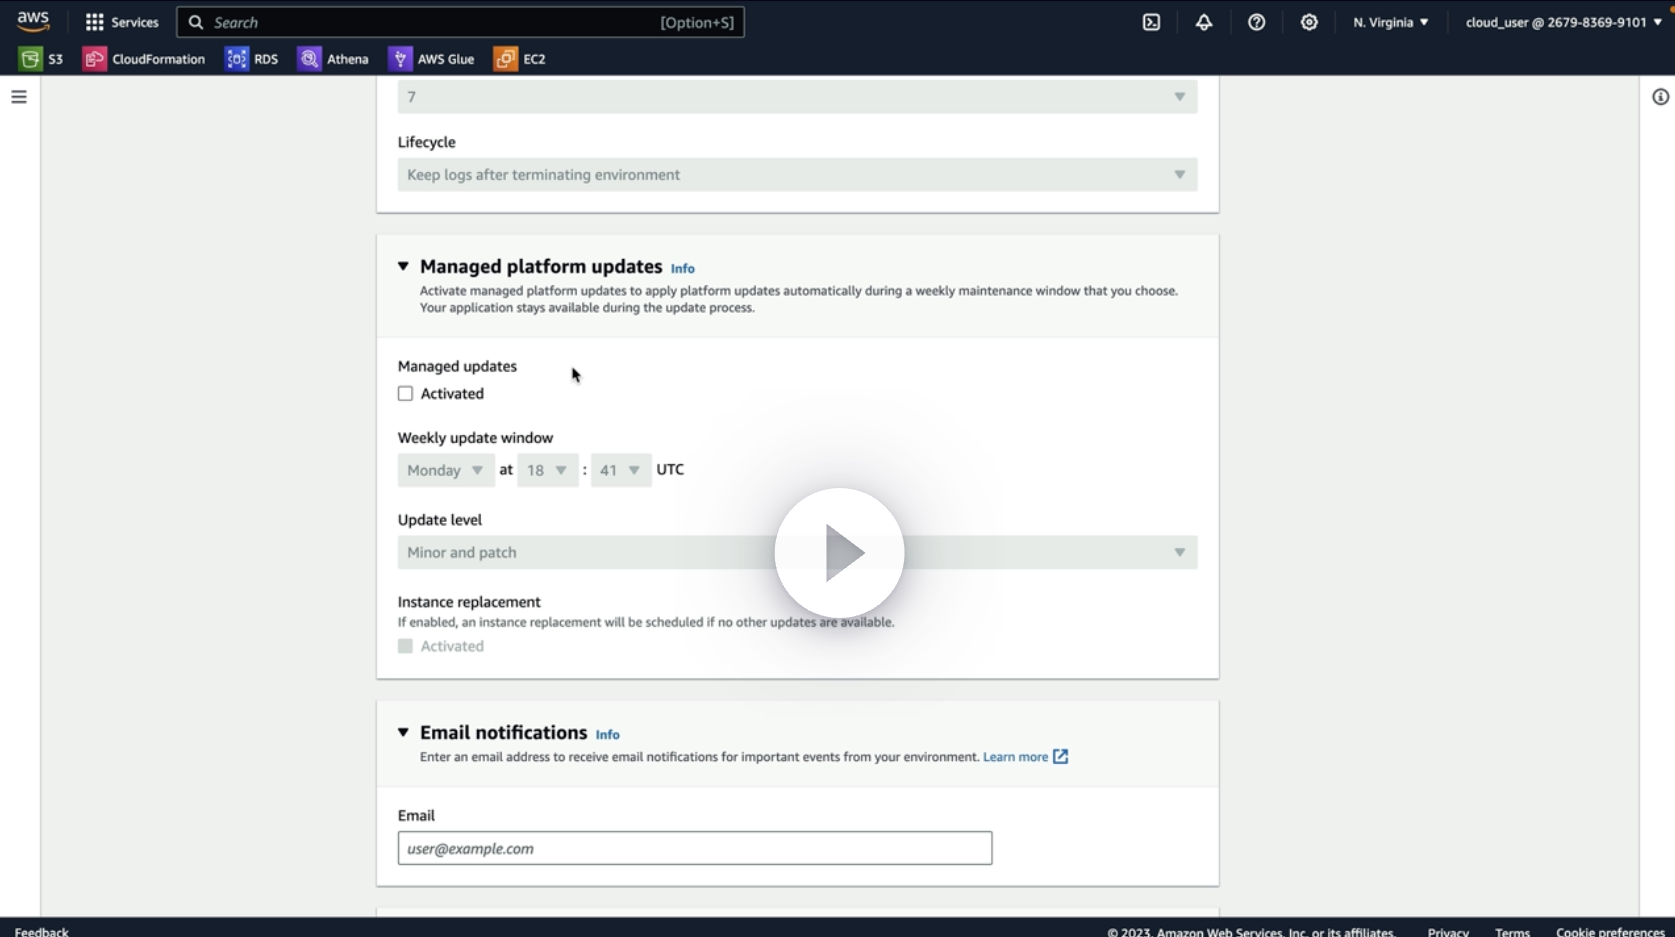 aws Services Search [Option+S] N. Virginia cloud_user @ 2679-8369-9101
S3 CloudFormation RDS Athena AWS Glue EC2
7
Lifecycle
Keep logs after terminating environment
Managed platform updates Info
Activate managed platform updates to apply platform updates automatically during a weekly maintenance window that you choose.
Your application stays available during the update process.
Managed updates
Activated
Weekly update window
Monday at 18 : 41 UTC
Update level
Minor and patch
Instance replacement
If enabled, an instance replacement will be scheduled if no other updates are available.
Activated
Email notifications Info
Enter an email address to receive email notifications for important events from your environment. Learn more
Email
user@example.com
Feedback © 2023, Amazon Web Services, Inc. or its affiliates. Privacy Terms Cookie preferences